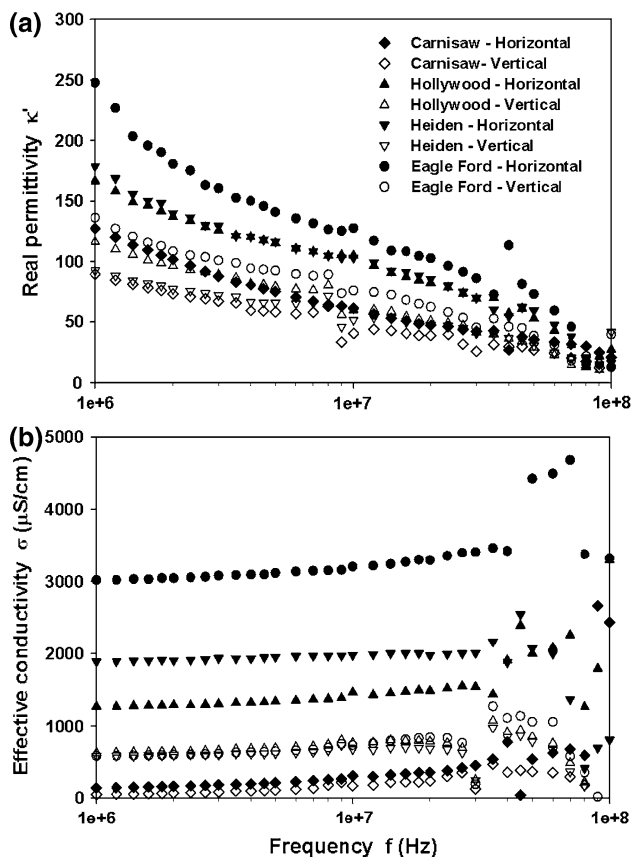 (a)
300
250
200
150
100
50
0
Real permittivity κ'
Carnisaw - Horizontal
Carnisaw- Vertical
Hollywood - Horizontal
Hollywood - Vertical
Heiden - Horizontal
Heiden - Vertical
Eagle Ford - Horizontal
Eagle Ford - Vertical
1e+6 1e+7 1e+8
(b)
5000
4000
3000
2000
1000
0
Effective conductivity σ (μS/cm)
1e+6 1e+7 1e+8
Frequency f (Hz)